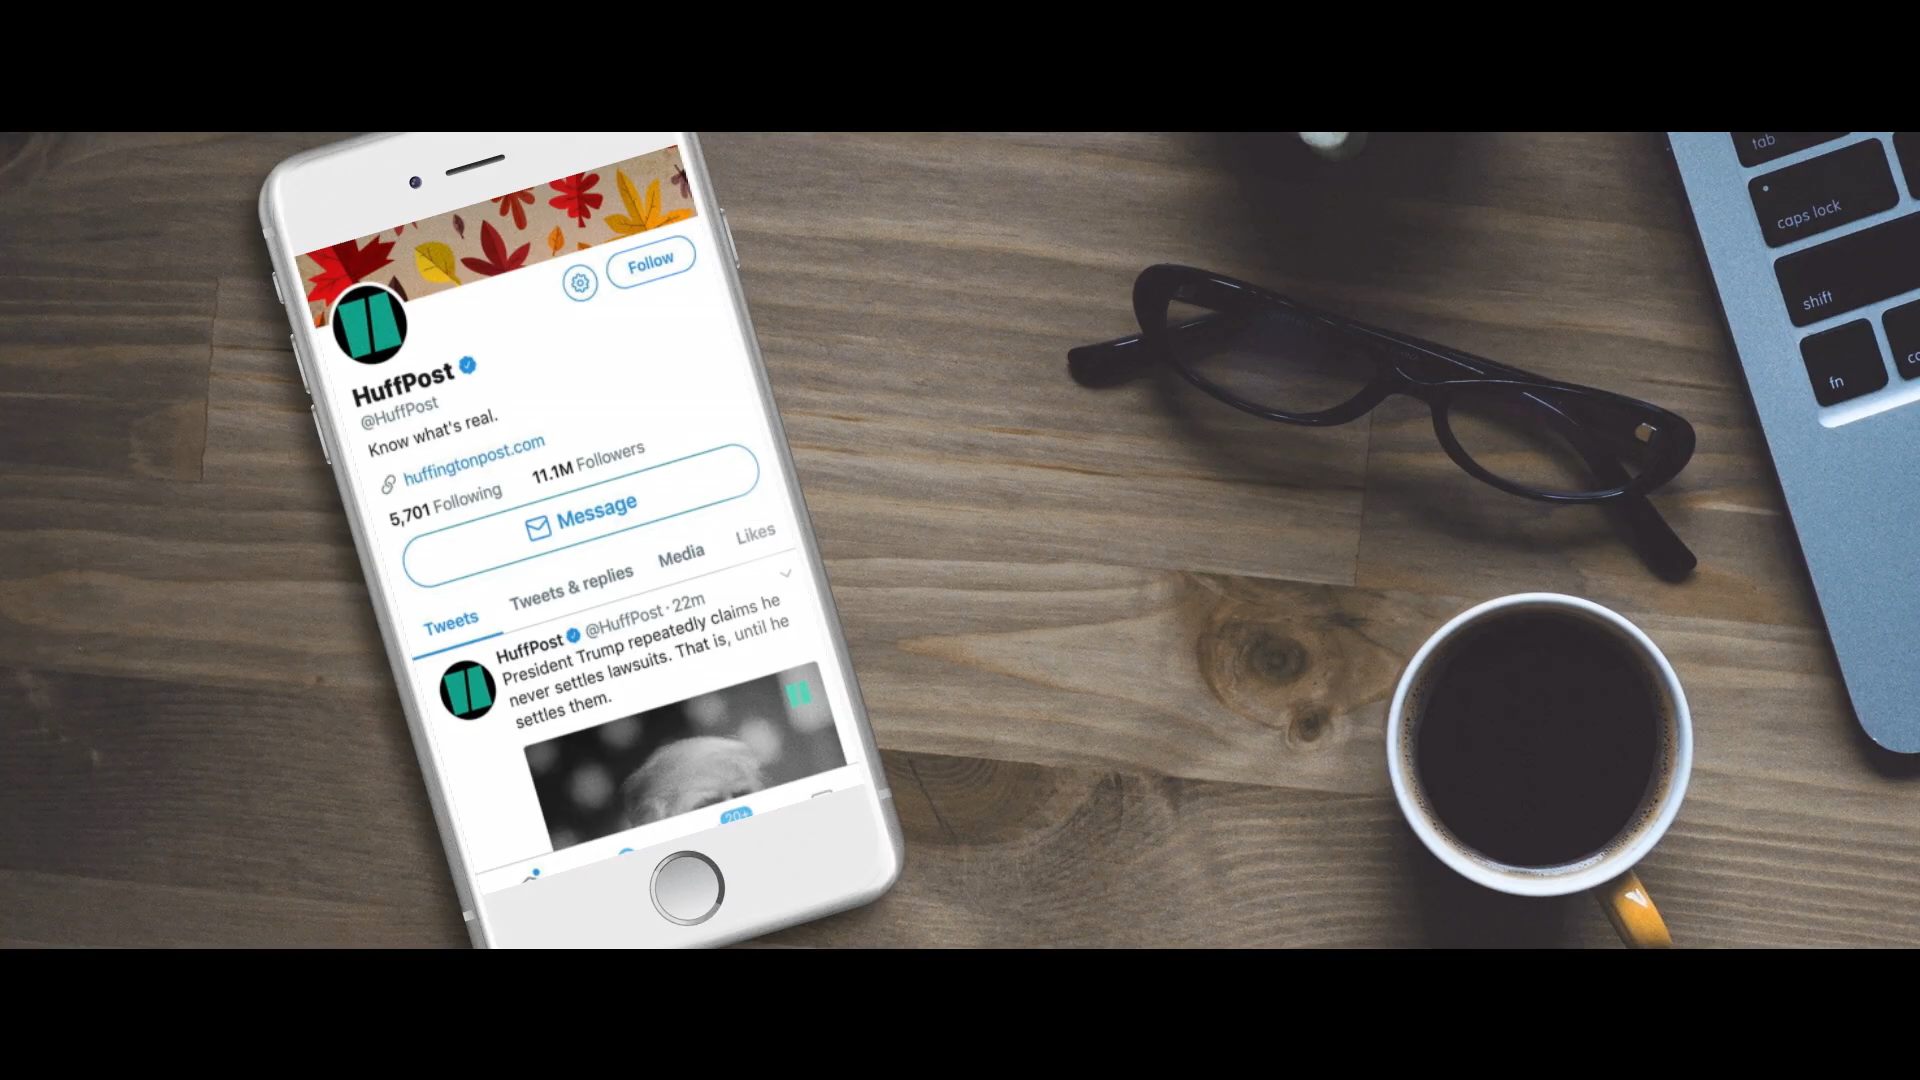 Follow
HuffPost
@HuffPost
Know what's real.
huffingtonpost.com
5,701 Following 11.1M Followers
Message
Tweets Tweets & replies Media Likes
HuffPost @HuffPost · 22m
President Trump repeatedly claims he
never settles lawsuits. That is, until he
settles them.
20+
tab
caps lock
shift
fn